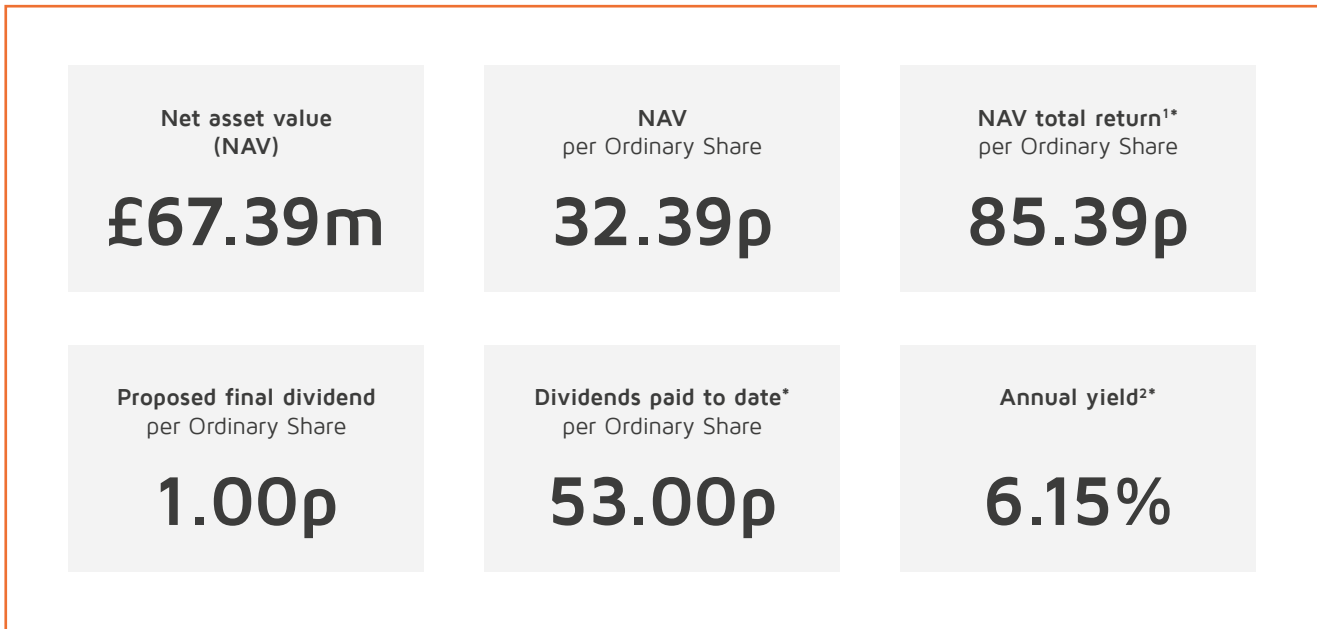 Net asset value
(NAV)
£67.39m
NAV
per Ordinary Share
32.39p
NAV total return¹*
per Ordinary Share
85.39p
Proposed final dividend
per Ordinary Share
1.00p
Dividends paid to date*
per Ordinary Share
53.00p
Annual yield²*
6.15%